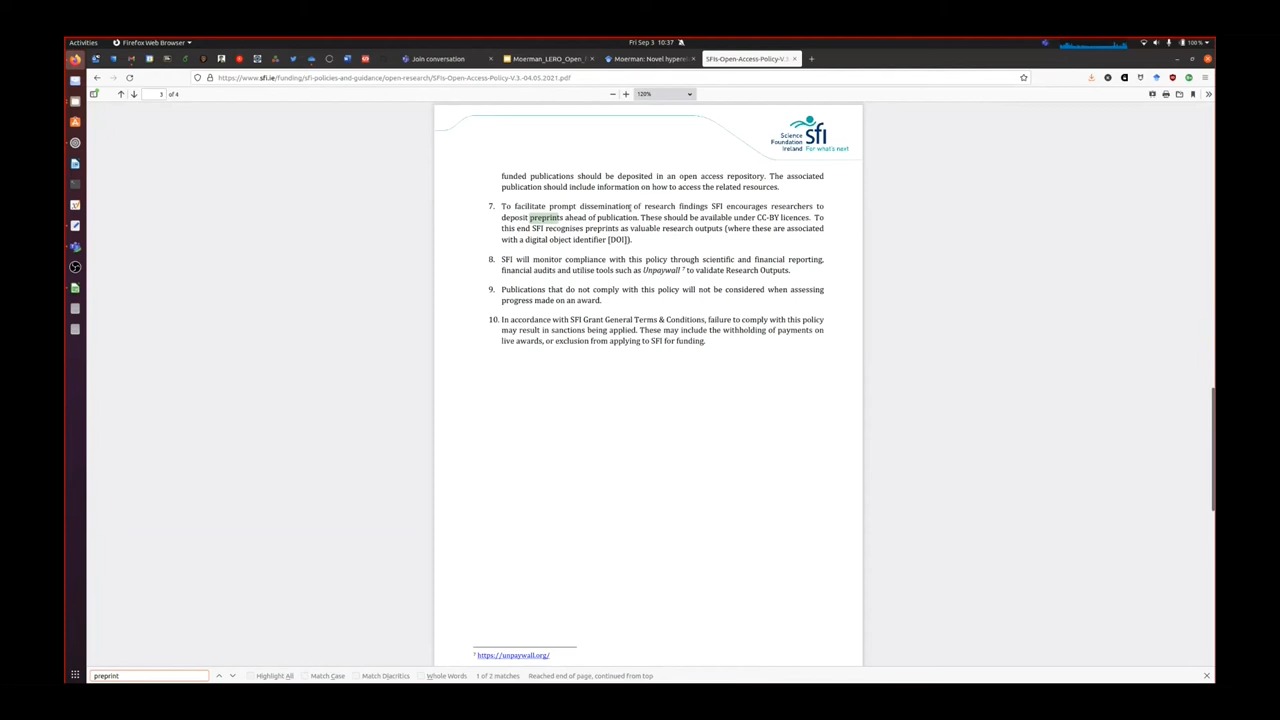 Activities
Firefox Web Browser
Fri Sep 3 10:37
100 %
Join conversation
Moerman_LERO_Open_
Moerman: Novel hypere
SFIs-Open-Access-Policy-V.
https://www.sfi.ie/funding/sfi-policies-and-guidance/open-research/SFIs-Open-Access-Policy-V.3.-04.05.2021.pdf
3 of 4
120%
Science
Foundation
Ireland
sfi
For what's next
funded publications should be deposited in an open access repository. The associated
publication should include information on how to access the related resources.
7. To facilitate prompt dissemination of research findings SFI encourages researchers to
deposit preprints ahead of publication. These should be available under CC-BY licences. To
this end SFI recognises preprints as valuable research outputs (where these are associated
with a digital object identifier [DOI]).
8. SFI will monitor compliance with this policy through scientific and financial reporting,
financial audits and utilise tools such as Unpaywall 7 to validate Research Outputs.
9. Publications that do not comply with this policy will not be considered when assessing
progress made on an award.
10. In accordance with SFI Grant General Terms & Conditions, failure to comply with this policy
may result in sanctions being applied. These may include the withholding of payments on
live awards, or exclusion from applying to SFI for funding.
7 https://unpaywall.org/
preprint
Highlight All
Match Case
Match Diacritics
Whole Words
1 of 2 matches
Reached end of page, continued from top